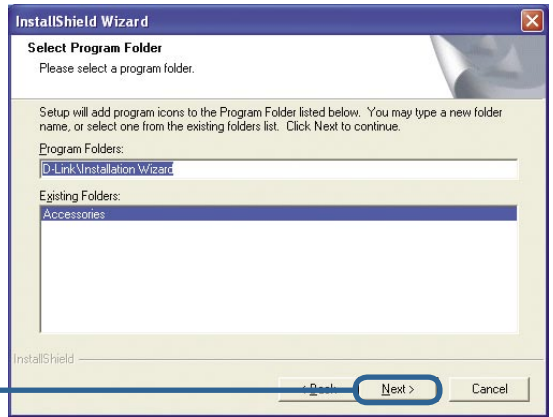 InstallShield Wizard
Select Program Folder
Please select a program folder.
Setup will add program icons to the Program Folder listed below. You may type a new folder
name, or select one from the existing folders list. Click Next to continue.
Program Folders:
D-Link\Installation Wizard
Existing Folders:
Accessories
InstallShield
< Back
Next >
Cancel